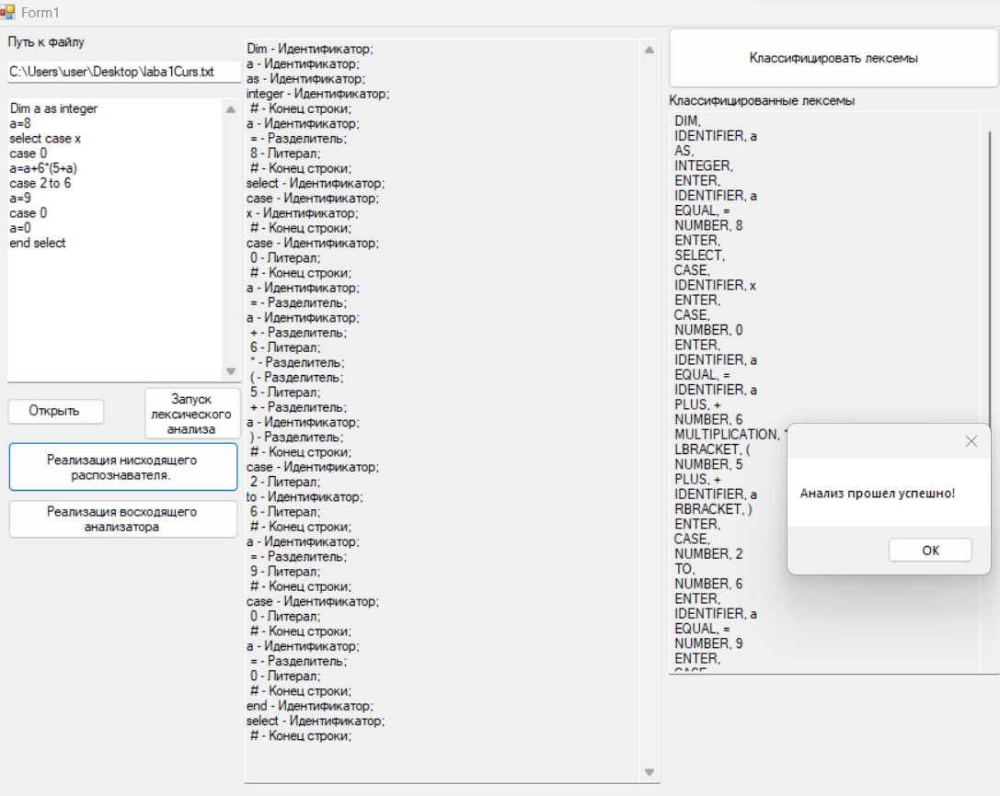 Form1
Путь к файлу
C:\Users\user\Desktop\laba1Curs.txt
Dim a as integer
a=8
select case x
case 0
a=a+6*(5+a)
case 2 to 6
a=9
case 0
a=0
end select
Открыть
Запуск
лексического
анализа
Реализация нисходящего
распознавателя.
Реализация восходящего
анализатора
Dim - Идентификатор;
a - Идентификатор;
as - Идентификатор;
integer - Идентификатор;
# - Конец строки;
a - Идентификатор;
= - Разделитель;
8 - Литерал;
# - Конец строки;
select - Идентификатор;
case - Идентификатор;
x - Идентификатор;
# - Конец строки;
case - Идентификатор;
0 - Литерал;
# - Конец строки;
a - Идентификатор;
= - Разделитель;
a - Идентификатор;
+ - Разделитель;
6 - Литерал;
* - Разделитель;
( - Разделитель;
5 - Литерал;
+ - Разделитель;
a - Идентификатор;
) - Разделитель;
# - Конец строки;
case - Идентификатор;
2 - Литерал;
to - Идентификатор;
6 - Литерал;
# - Конец строки;
a - Идентификатор;
= - Разделитель;
9 - Литерал;
# - Конец строки;
case - Идентификатор;
0 - Литерал;
# - Конец строки;
a - Идентификатор;
= - Разделитель;
0 - Литерал;
# - Конец строки;
end - Идентификатор;
select - Идентификатор;
# - Конец строки;
Классифицировать лексемы
Классифицированные лексемы
DIM,
IDENTIFIER, a
AS,
INTEGER,
ENTER,
IDENTIFIER, a
EQUAL, =
NUMBER, 8
ENTER,
SELECT,
CASE,
IDENTIFIER, x
ENTER,
CASE,
NUMBER, 0
ENTER,
IDENTIFIER, a
EQUAL, =
IDENTIFIER, a
PLUS, +
NUMBER, 6
MULTIPLICATION, *
LBRACKET, (
NUMBER, 5
PLUS, +
IDENTIFIER, a
RBRACKET, )
ENTER,
CASE,
NUMBER, 2
TO,
NUMBER, 6
ENTER,
IDENTIFIER, a
EQUAL, =
NUMBER, 9
ENTER,
CASE
Анализ прошел успешно!
OK